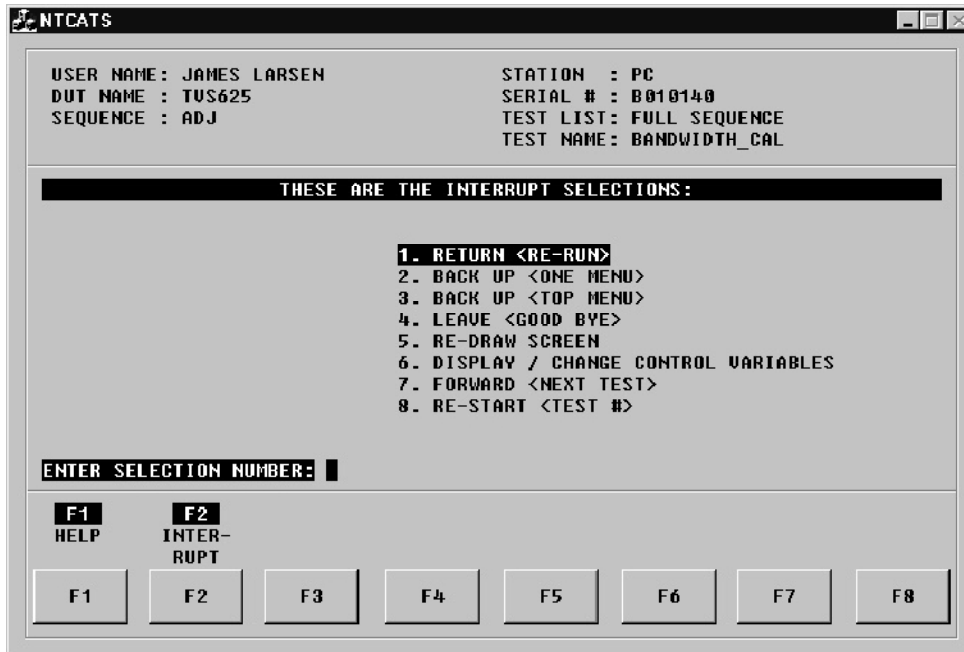 NTCATS
USER NAME: JAMES LARSEN
DUT NAME : TVS625
SEQUENCE : ADJ
STATION : PC
SERIAL # : B010140
TEST LIST: FULL SEQUENCE
TEST NAME: BANDWIDTH_CAL
THESE ARE THE INTERRUPT SELECTIONS:
1. RETURN <RE-RUN>
2. BACK UP <ONE MENU>
3. BACK UP <TOP MENU>
4. LEAVE <GOOD BYE>
5. RE-DRAW SCREEN
6. DISPLAY / CHANGE CONTROL VARIABLES
7. FORWARD <NEXT TEST>
8. RE-START <TEST #>
ENTER SELECTION NUMBER:
F1
HELP
F2
INTER-
RUPT
F1 F2 F3 F4 F5 F6 F7 F8